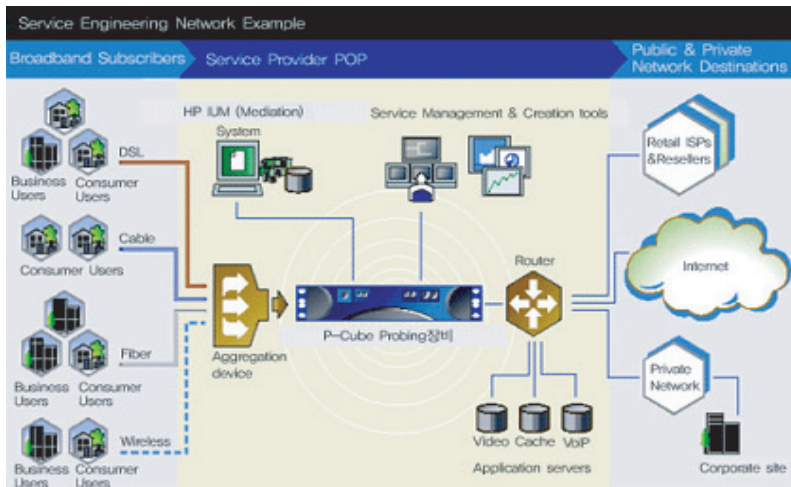 Service Engineering Network Example
Broadband Subscribers
Service Provider POP
Public & Private
Network Destinations
HP IUM (Mediation)
System
Service Management & Creation tools
DSL
Business
Users
Consumer
Users
Cable
Consumer Users
Fiber
Business
Users
Consumer
Users
Wireless
Business
Users
Consumer
Users
Aggregation
device
P-Cube Probing장비
Router
Video
Cache
VoIP
Application servers
Retail ISPs
&Resellers
Internet
Private
Network
Corporate site